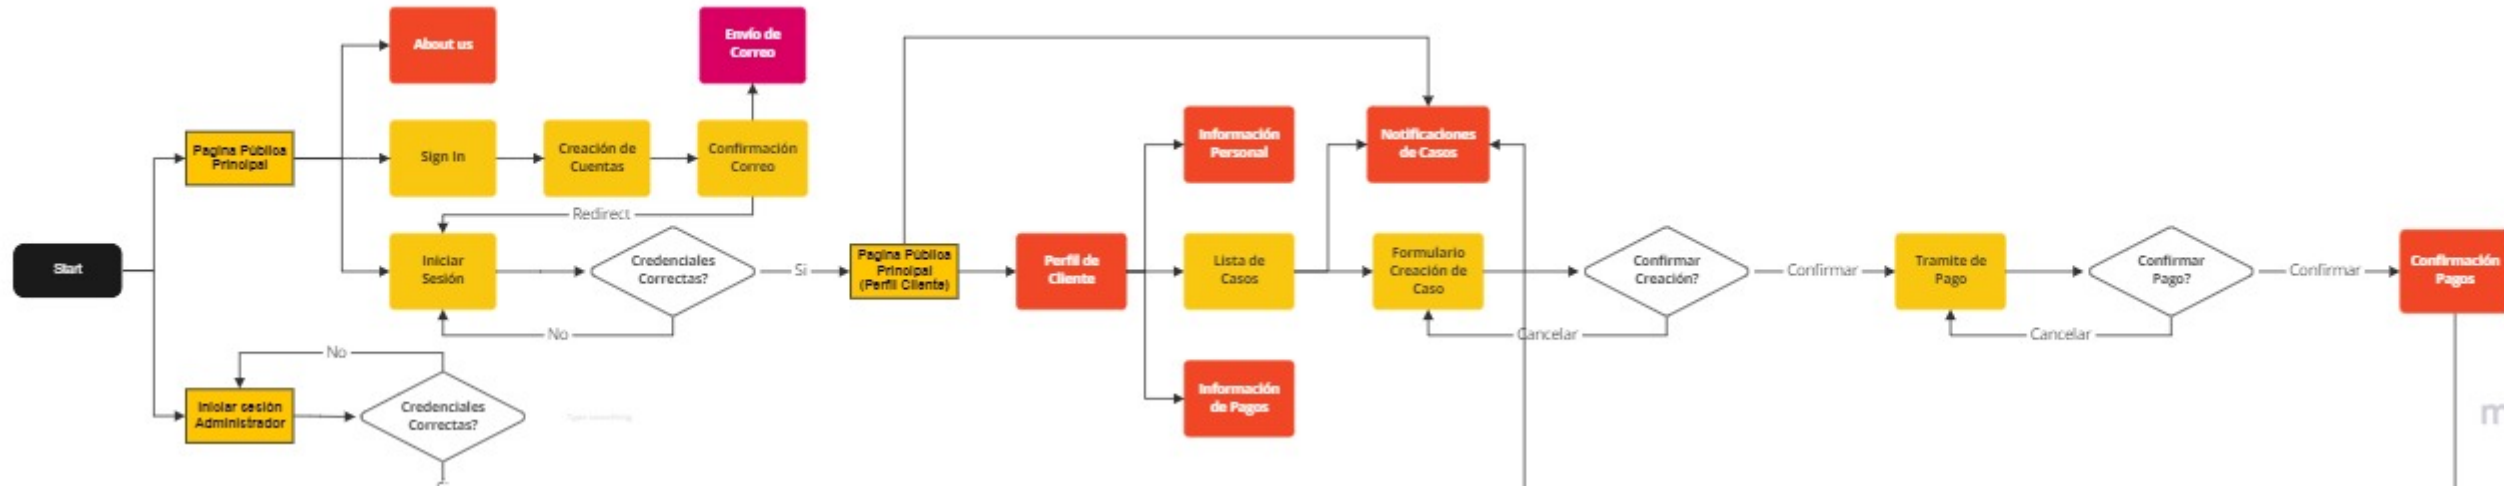 About us
Envío de
Correo
Pagina Pública
Principal
Sign In
Creación de
Cuentas
Confirmación
Correo
Información
Personal
Notificaciones
de Casos
Redirect
Start
Iniciar
Sesión
Credenciales
Correctas?
Si
Pagina Pública
Principal
(Perfil Cliente)
Perfil de
Cliente
Lista de
Casos
Formulario
Creación de
Caso
Confirmar
Creación?
Confirmar
Tramite de
Pago
Confirmar
Pago?
Confirmar
Confirmación
Pagos
No
Cancelar
Cancelar
No
Iniciar sesión
Administrador
Credenciales
Correctas?
Información
de Pagos
m